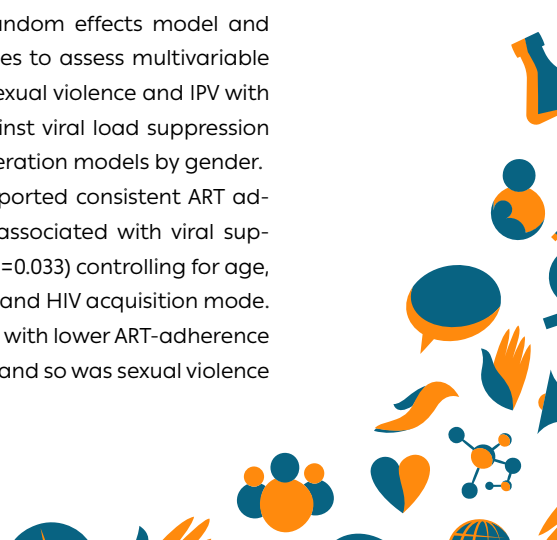 ndom effects model and
es to assess multivariable
exual violence and IPV with
inst viral load suppression
eration models by gender.
ported consistent ART ad-
associated with viral sup-
=0.033) controlling for age,
and HIV acquisition mode.
with lower ART-adherence
and so was sexual violence